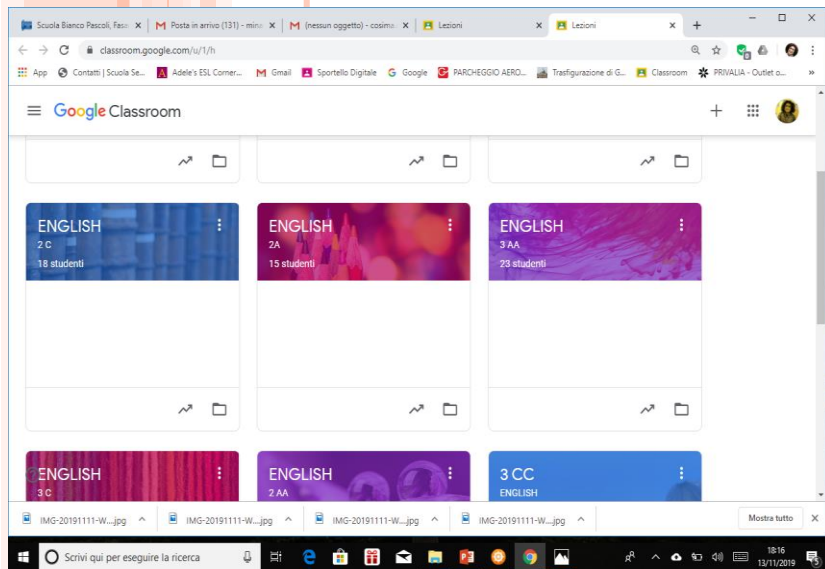 Scuola Bianco Pascoli, Fasa
Posta in arrivo (131) - mina
(nessun oggetto) - cosima.
Lezioni
Lezioni
classroom.google.com/u/1/h
App
Contatti | Scuola Se...
Adele's ESL Corner...
Gmail
Sportello Digitale
Google
PARCHEGGIO AERO...
Trasfigurazione di G...
Classroom
PRIVALIA - Outlet o...
Google Classroom
ENGLISH
2 C
18 studenti
ENGLISH
2A
15 studenti
ENGLISH
3 AA
23 studenti
ENGLISH
3 C
ENGLISH
2 AA
3 CC
ENGLISH
IMG-20191111-W....jpg
IMG-20191111-W....jpg
IMG-20191111-W....jpg
IMG-20191111-W....jpg
Mostra tutto
Scrivi qui per eseguire la ricerca
18:16
13/11/2019